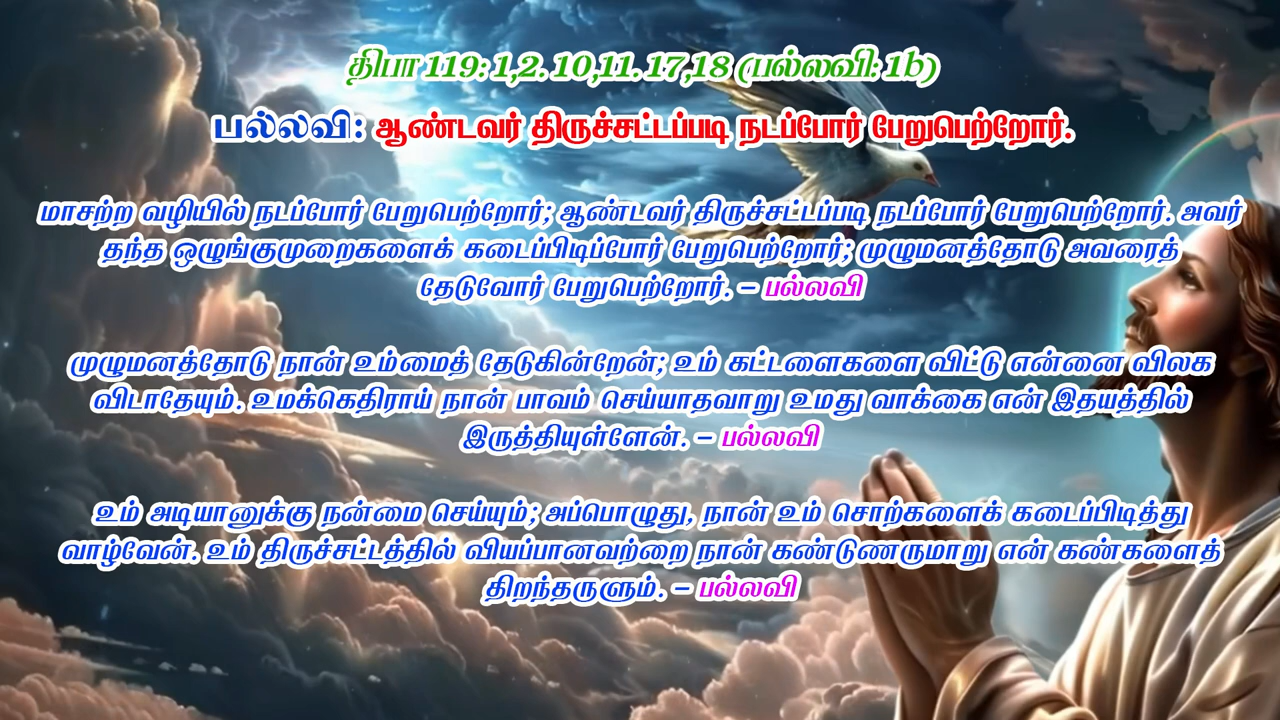 திபா 119: 1,2. 10,11. 17,18 (பல்லவி: 1b)
பல்லவி: ஆண்டவர் திருச்சட்டப்படி நடப்போர் பேறுபெற்றோர்.
மாசற்ற வழியில் நடப்போர் பேறுபெற்றோர்; ஆண்டவர் திருச்சட்டப்படி நடப்போர் பேறுபெற்றோர். அவர்
தந்த ஒழுங்குமுறைகளைக் கடைப்பிடிப்போர் பேறுபெற்றோர்; முழுமனத்தோடு அவரைத்
தேடுவோர் பேறுபெற்றோர். – பல்லவி
முழுமனத்தோடு நான் உம்மைத் தேடுகின்றேன்; உம் கட்டளைகளை விட்டு என்னை விலக
விடாதேயும். உமக்கெதிராய் நான் பாவம் செய்யாதவாறு உமது வாக்கை என் இதயத்தில்
இருத்தியுள்ளேன். – பல்லவி
உம் அடியானுக்கு நன்மை செய்யும்; அப்பொழுது, நான் உம் சொற்களைக் கடைப்பிடித்து
வாழ்வேன். உம் திருச்சட்டத்தில் வியப்பானவற்றை நான் கண்டுணருமாறு என் கண்களைத்
திறந்தருளும். – பல்லவி